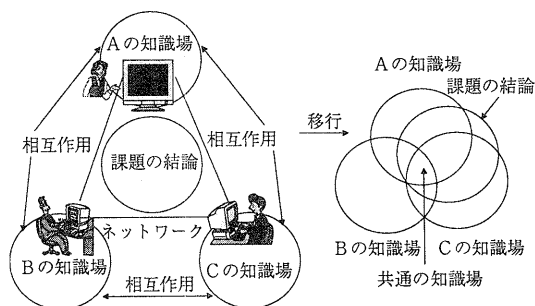 Aの知識場
相互作用
相互作用
課題の結論
ネットワーク
Bの知識場
Cの知識場
相互作用
移行
Aの知識場
課題の結論
Bの知識場
Cの知識場
共通の知識場